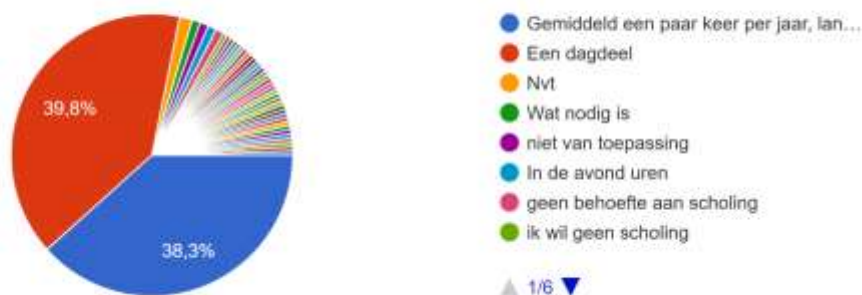 Gemiddeld een paar keer per jaar, lan…
Een dagdeel
39,8%
Nvt
Wat nodig is
niet van toepassing
In de avond uren
geen behoefte aan scholing
ik wil geen scholing
38,3%
1/6